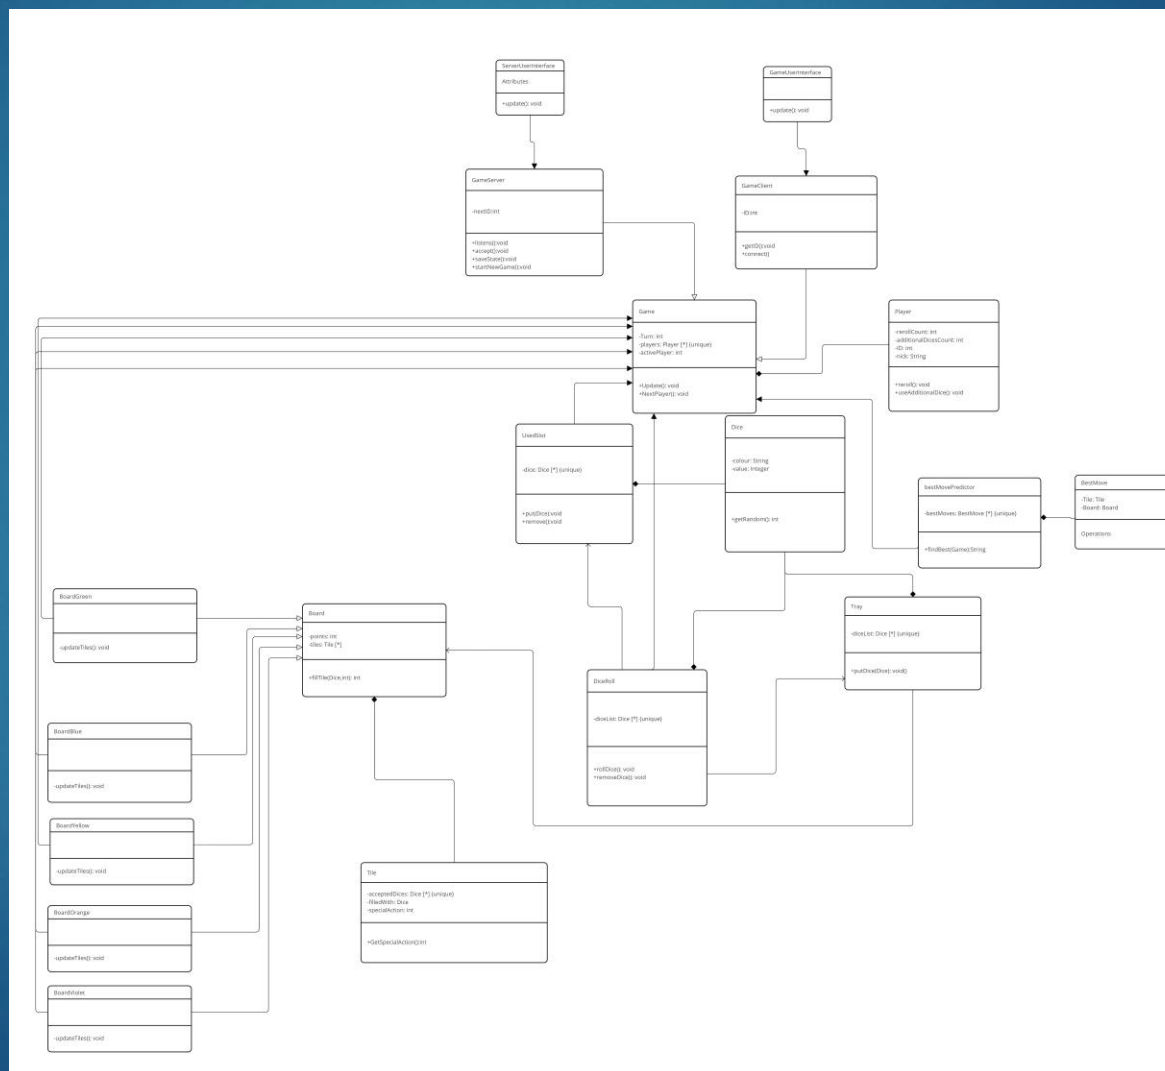 ServerUserInterface
Attributes
+update(): void
GameUserInterface
+update(): void
GameServer
-nextID:int
+listens():void
+accept():void
+saveState():void
+startNewGame():void
GameClient
+getID():void
+connect()
Game
-Turn: int
-players: Player [*] {unique}
-activePlayer: int
+Update(): void
+NextPlayer(): void
Player
-rerollCount: int
-additionalDicesCount: int
-ID: int
-nick: String
+reroll(): void
+useAdditionalDice(): void
UsedSlot
-dice: Dice [*] {unique}
+putDice():void
+remove():void
Dice
-colour: String
-value: Integer
+getRandom(): int
bestMovePredictor
-bestMoves: BestMove [*] {unique}
+findBest(Game):String
BestMove
-Tile: Tile
-Board: Board
Operations
BoardGreen
-updateTiles(): void
Board
-points: int
-tiles: Tile [*]
+fillTile(Dice,int): int
Tray
-diceList: Dice [*] {unique}
+putDice(Dice): void()
DiceRoll
-diceList: Dice [*] {unique}
+rollDice(): void
+removeDice(): void
BoardBlue
-updateTiles(): void
BoardYellow
-updateTiles(): void
Tile
-acceptedDices: Dice [*] {unique}
-filledWith: Dice
-specialAction: int
+GetSpecialAction():int
BoardOrange
-updateTiles(): void
BoardViolet
-updateTiles(): void